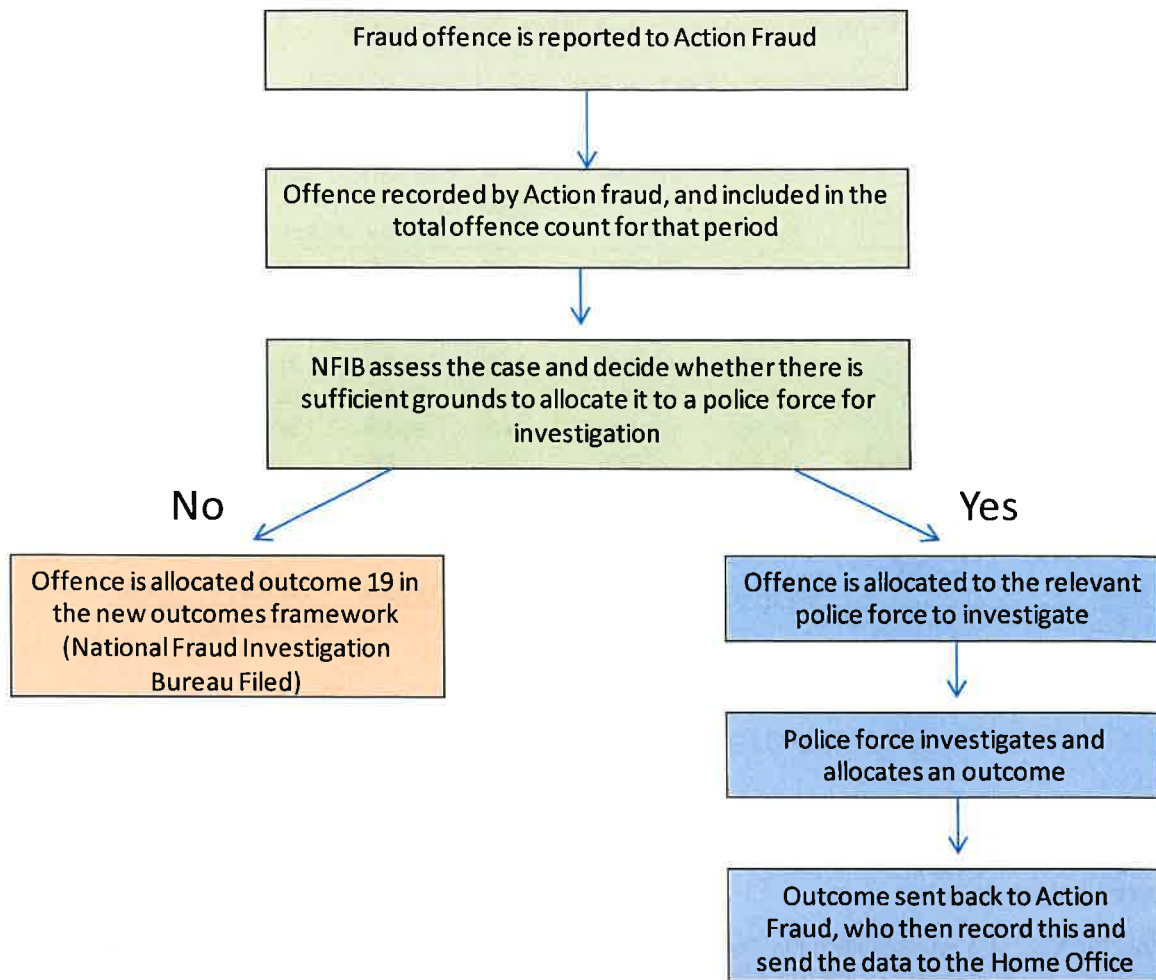 Fraud offence is reported to Action Fraud
Offence recorded by Action fraud, and included in the
total offence count for that period
NFIB assess the case and decide whether there is
sufficient grounds to allocate it to a police force for
investigation
No
Yes
Offence is allocated outcome 19 in
the new outcomes framework
(National Fraud Investigation
Bureau Filed)
Offence is allocated to the relevant
police force to investigate
Police force investigates and
allocates an outcome
Outcome sent back to Action
Fraud, who then record this and
send the data to the Home Office